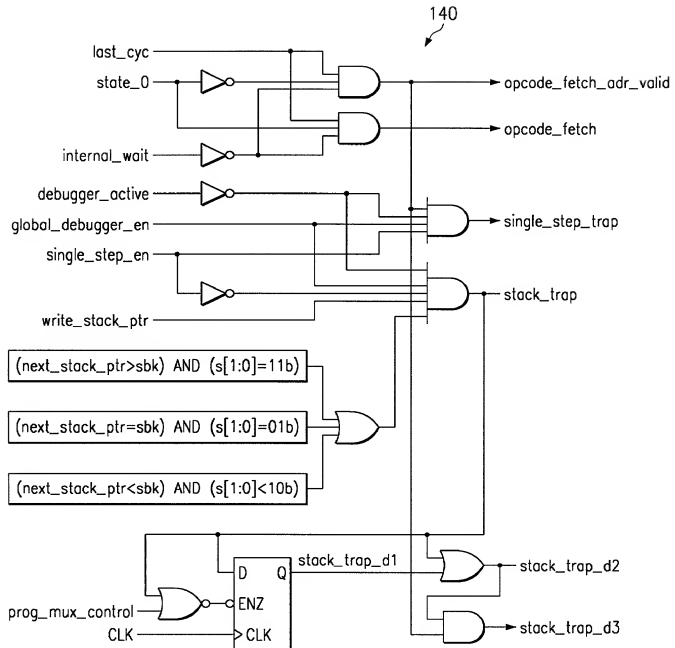 140
last_cyc
state_0
opcode_fetch_adr_valid
opcode_fetch
internal_wait
debugger_active
global_debugger_en
single_step_trap
single_step_en
stack_trap
write_stack_ptr
(next_stack_ptr>sbk) AND (s[1:0]=11b)
(next_stack_ptr=sbk) AND (s[1:0]=01b)
(next_stack_ptr<sbk) AND (s[1:0]<10b)
D Q stack_trap_d1
stack_trap_d2
ENZ
prog_mux_control
CLK >CLK
stack_trap_d3